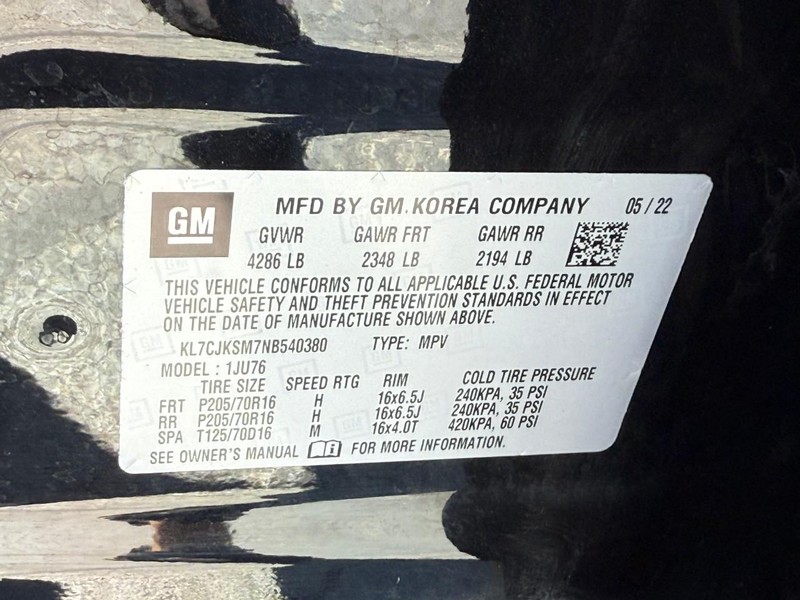 GM MFD BY GM.KOREA COMPANY 05/22
GVWR GAWR FRT GAWR RR
4286 LB 2348 LB 2194 LB
THIS VEHICLE CONFORMS TO ALL APPLICABLE U.S. FEDERAL MOTOR
VEHICLE SAFETY AND THEFT PREVENTION STANDARDS IN EFFECT
ON THE DATE OF MANUFACTURE SHOWN ABOVE.
KL7CJKSM7NB540380 TYPE: MPV
MODEL : 1JU76
TIRE SIZE SPEED RTG RIM COLD TIRE PRESSURE
FRT P205/70R16 H 16x6.5J 240KPA, 35 PSI
RR P205/70R16 H 16x6.5J 240KPA, 35 PSI
SPA T125/70D16 M 16x4.0T 420KPA, 60 PSI
SEE OWNER'S MANUAL FOR MORE INFORMATION.